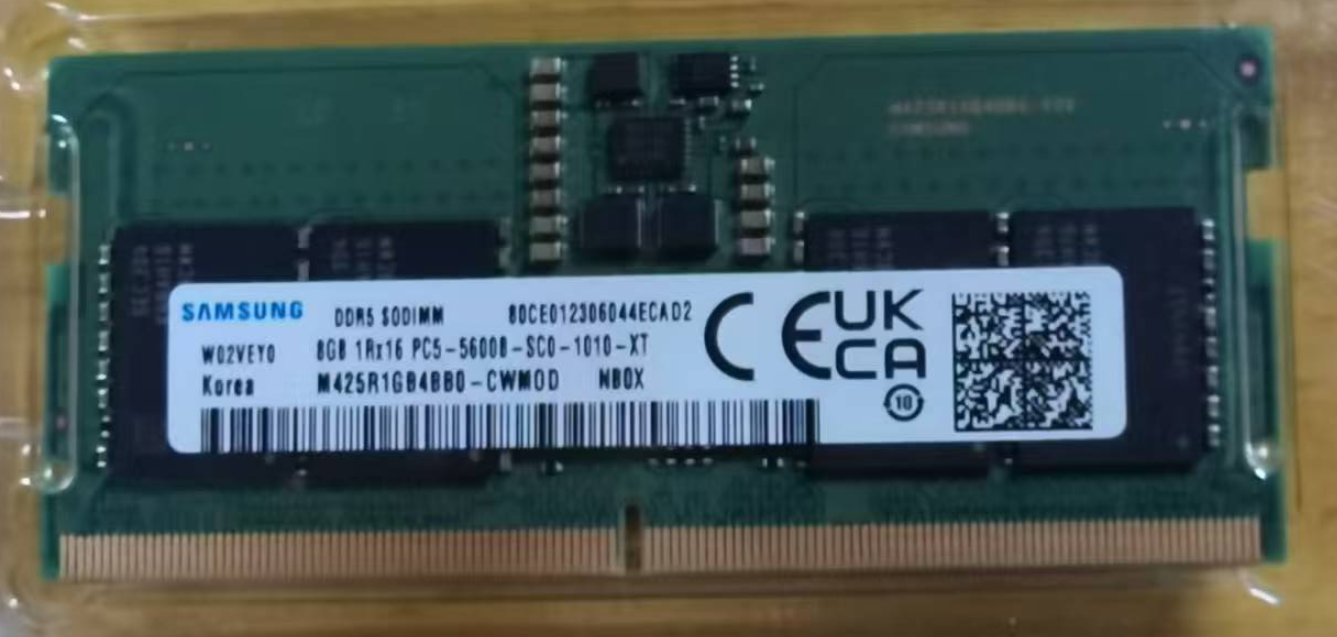 SAMSUNG DDR5 SODIMM 80CE012306044ECAD2
W02VEY0 8GB 1Rx16 PC5-5600B-SC0-1010-XT
Korea M425R1GB4BB0-CWMOD NB0X
CE UK CA
10